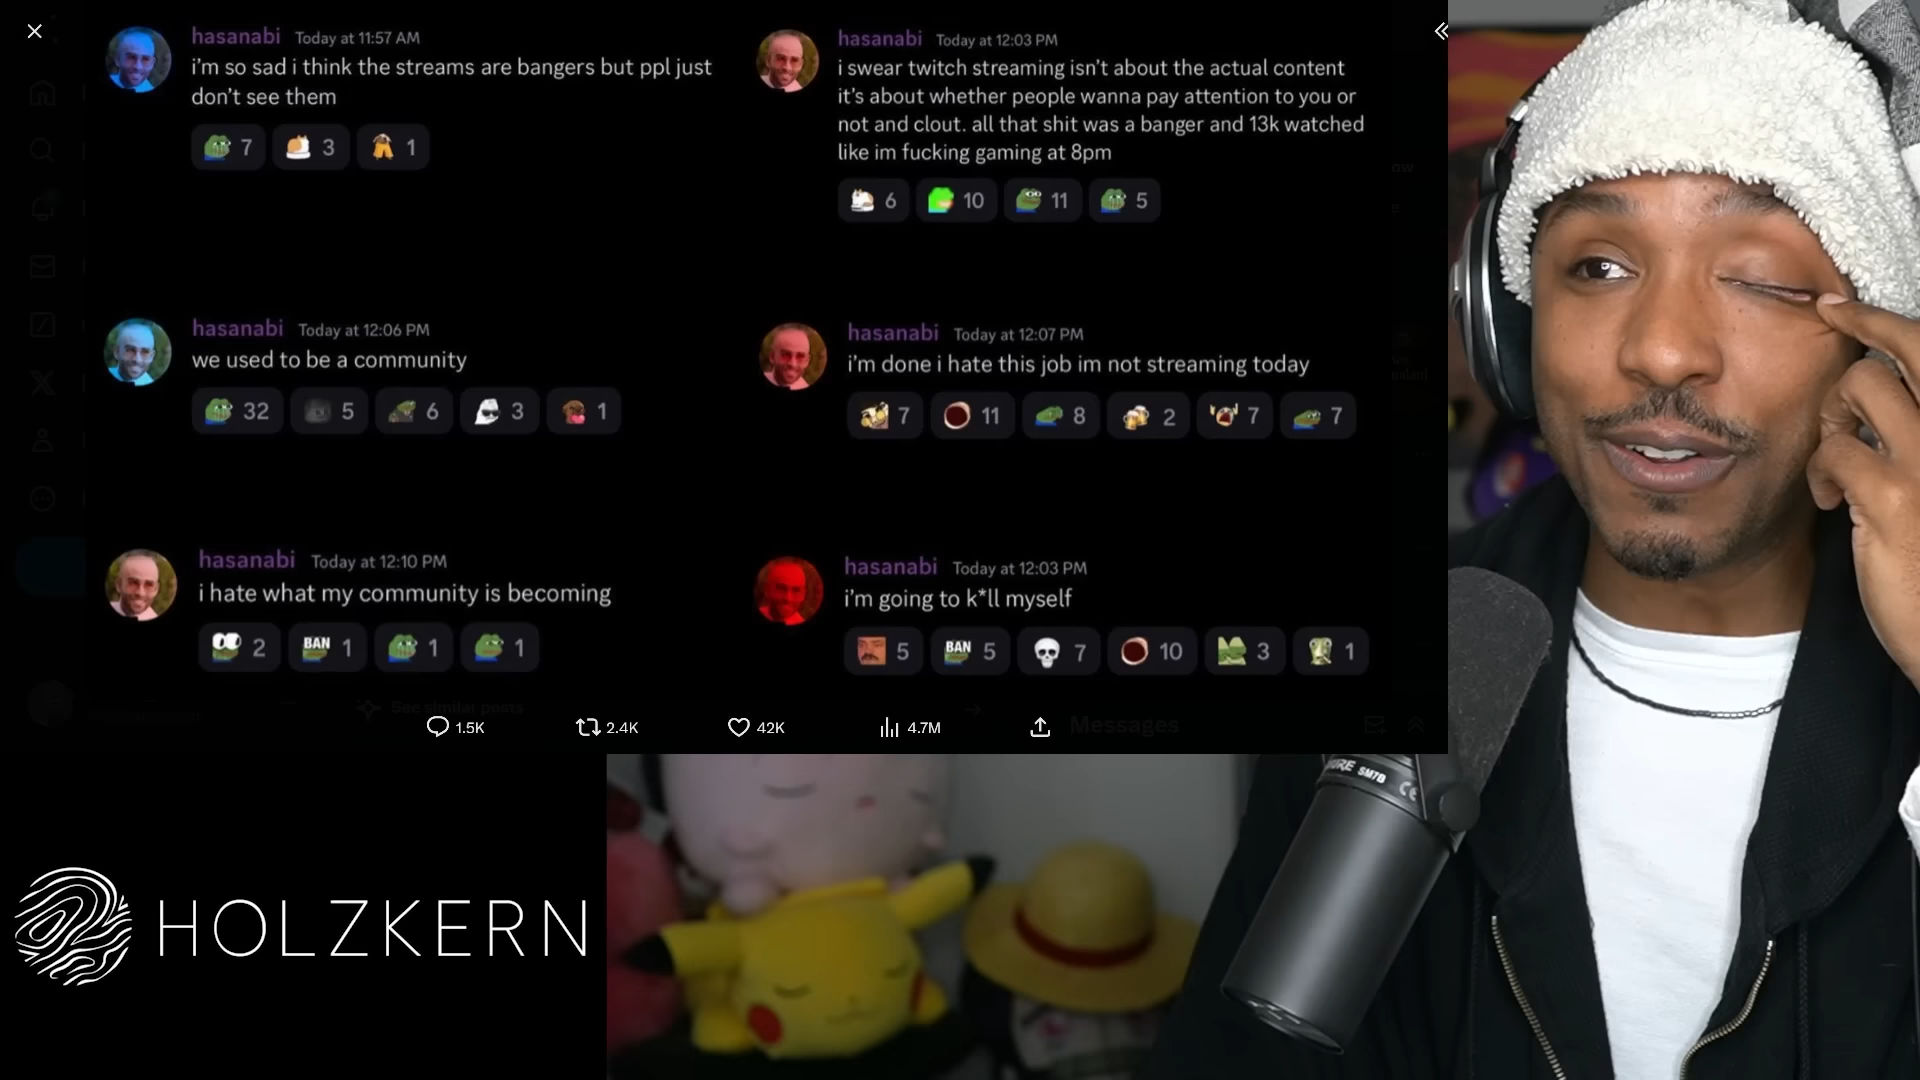 hasanabi Today at 11:57 AM
i'm so sad i think the streams are bangers but ppl just
don't see them
7 3 1
hasanabi Today at 12:03 PM
i swear twitch streaming isn't about the actual content
it's about whether people wanna pay attention to you or
not and clout. all that shit was a banger and 13k watched
like im fucking gaming at 8pm
6 10 11 5
hasanabi Today at 12:06 PM
we used to be a community
32 5 6 3 1
hasanabi Today at 12:07 PM
i'm done i hate this job im not streaming today
7 11 8 2 7 7
hasanabi Today at 12:10 PM
i hate what my community is becoming
2 BAN 1 1 1
hasanabi Today at 12:03 PM
i'm going to k*ll myself
5 BAN 5 7 10 3 1
See similar posts
1.5K 2.4K 42K 4.7M
Messages
HOLZKERN
SM7B